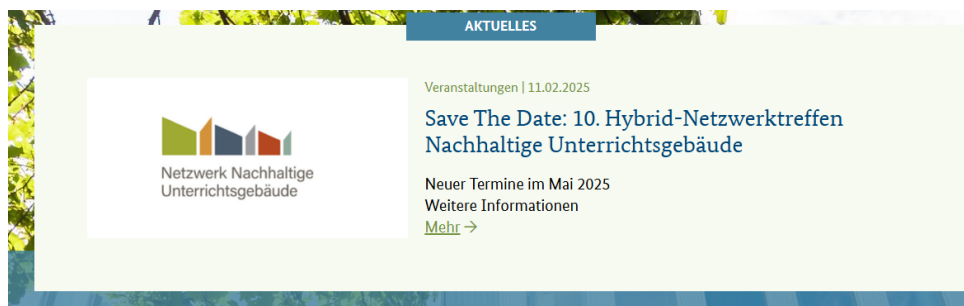 AKTUELLES
Veranstaltungen | 11.02.2025
Save The Date: 10. Hybrid-Netzwerktreffen
Nachhaltige Unterrichtsgebäude
Netzwerk Nachhaltige
Unterrichtsgebäude
Neuer Termine im Mai 2025
Weitere Informationen
Mehr →